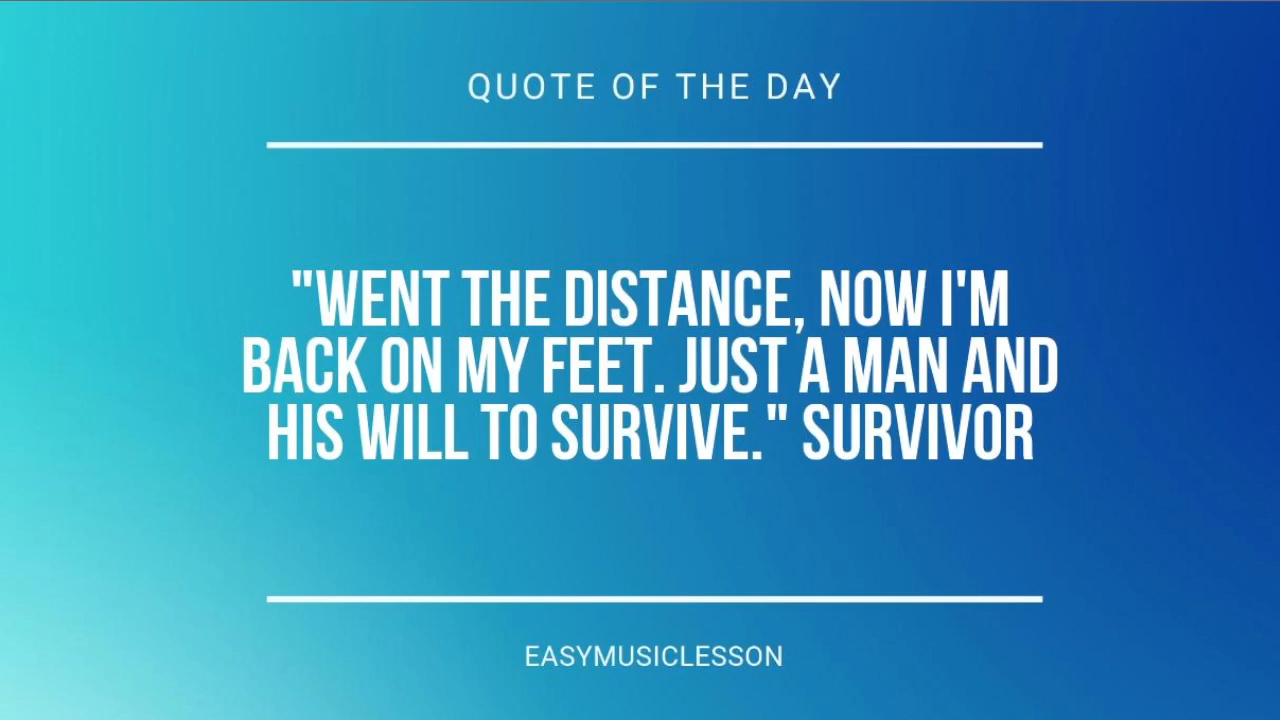 QUOTE OF THE DAY
"WENT THE DISTANCE, NOW I'M
BACK ON MY FEET. JUST A MAN AND
HIS WILL TO SURVIVE." SURVIVOR
EASYMUSICLESSON